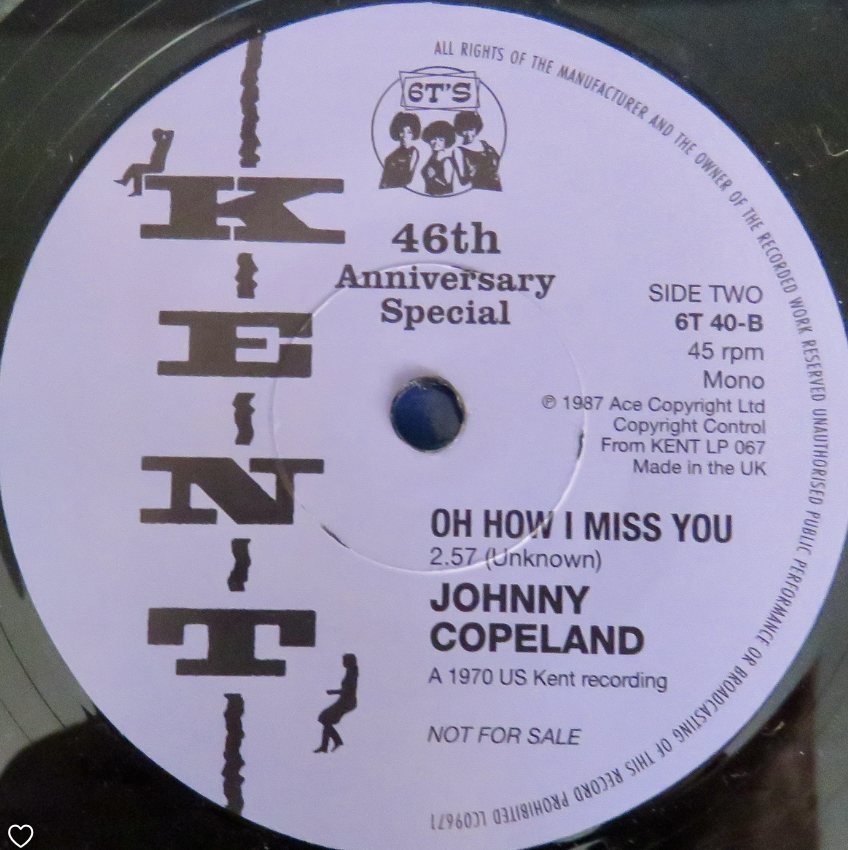 ALL RIGHTS OF THE MANUFACTURER AND THE OWNER OF THE RECORDED WORK RESERVED UNAUTHORISED PUBLIC PERFORMANCE OR BROADCASTING OF THIS RECORD PROHIBITED LC09671
6T'S
KENT
46th
Anniversary
Special
SIDE TWO
6T 40-B
45 rpm
Mono
℗ 1987 Ace Copyright Ltd
Copyright Control
From KENT LP 067
Made in the UK
OH HOW I MISS YOU
2.57 (Unknown)
JOHNNY
COPELAND
A 1970 US Kent recording
NOT FOR SALE